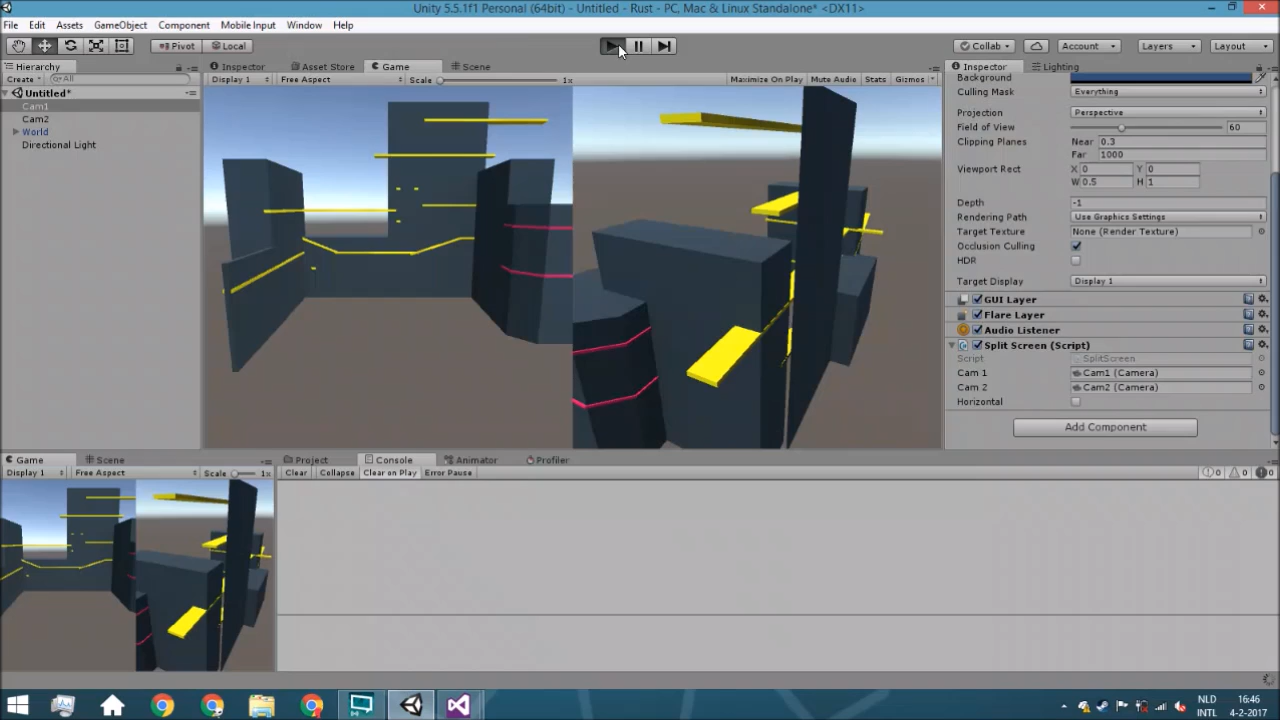 Unity 5.5.1f1 Personal (64bit) - Untitled - Rust - PC, Mac & Linux Standalone* <DX11>
File Edit Assets GameObject Component Mobile Input Window Help
Pivot Local Collab Account Layers Layout
Hierarchy Inspector Asset Store Game Scene Inspector Lighting
Create All Display 1 Free Aspect Scale 1x Maximize On Play Mute Audio Stats Gizmos
Background
Untitled*
Culling Mask Everything
Cam1
Projection Perspective
Cam2
Field of View 60
World
Clipping Planes Near 0.3
Directional Light
Far 1000
Viewport Rect X 0 Y 0
W 0.5 H 1
Depth -1
Rendering Path Use Graphics Settings
Target Texture None (Render Texture)
Occlusion Culling
HDR
Target Display Display 1
GUI Layer
Flare Layer
Audio Listener
Split Screen (Script)
Script SplitScreen
Cam 1 Cam1 (Camera)
Cam 2 Cam2 (Camera)
Horizontal
Add Component
Game Scene Project Console Animator Profiler
Display 1 Free Aspect Scale 1x Clear Collapse Clear on Play Error Pause 0 0 0
NLD 16:46
INTL 4-2-2017